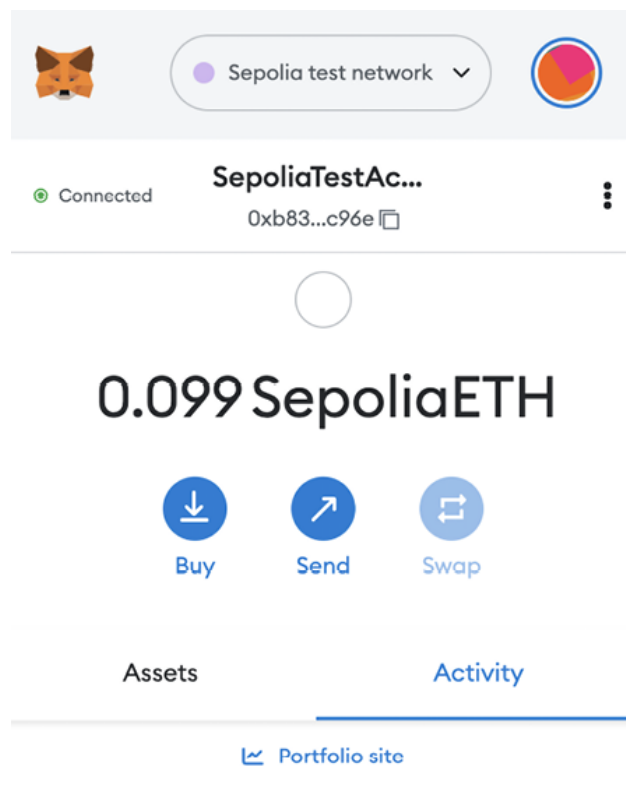 Sepolia test network
SepoliaTestAc...
Connected
0xb83...c96e
0.099 SepoliaETH
Buy Send Swap
Assets Activity
Portfolio site